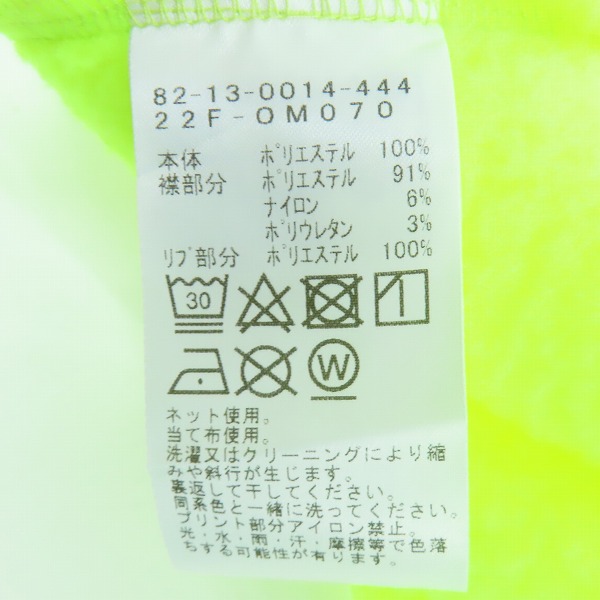 82-13-0014-444
22F-OM070
本体 ポリエステル 100%
襟部分 ポリエステル 91%
ナイロン 6%
ポリウレタン 3%
リブ部分 ポリエステル 100%
30
W
ネット使用。
当て布使用。
洗濯又はクリーニングにより縮
みや斜行が生じます。
裏返して干してください。
同系色と一緒に洗ってください。
プリント部分アイロン禁止。
光・水・雨・汗・摩擦等で色落
ちする可能性が有ります。